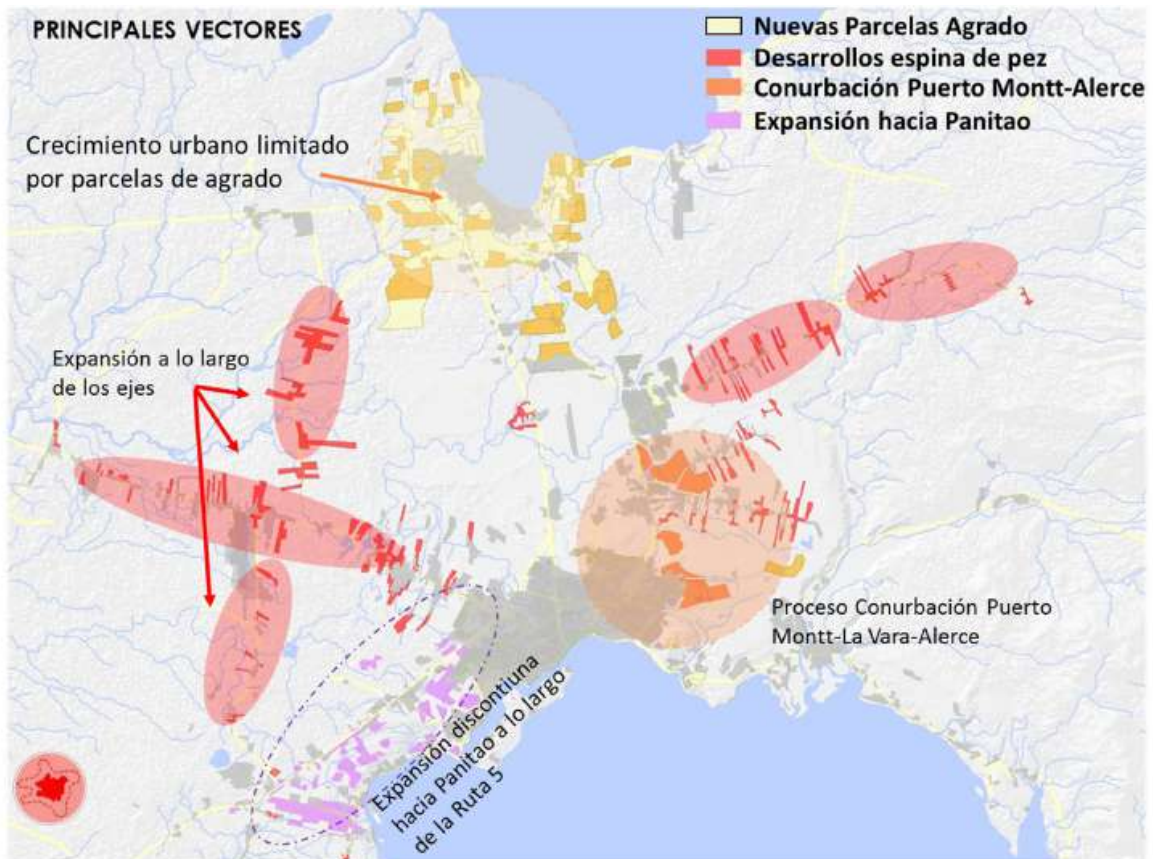 PRINCIPALES VECTORES
Nuevas Parcelas Agrado
Desarrollos espina de pez
Conurbación Puerto Montt-Alerce
Expansión hacia Panitao
Crecimiento urbano limitado
por parcelas de agrado
Expansión a lo largo
de los ejes
Proceso Conurbación Puerto
Montt-La Vara-Alerce
Expansión discontiuna
hacia Panitao a lo largo
de la Ruta 5